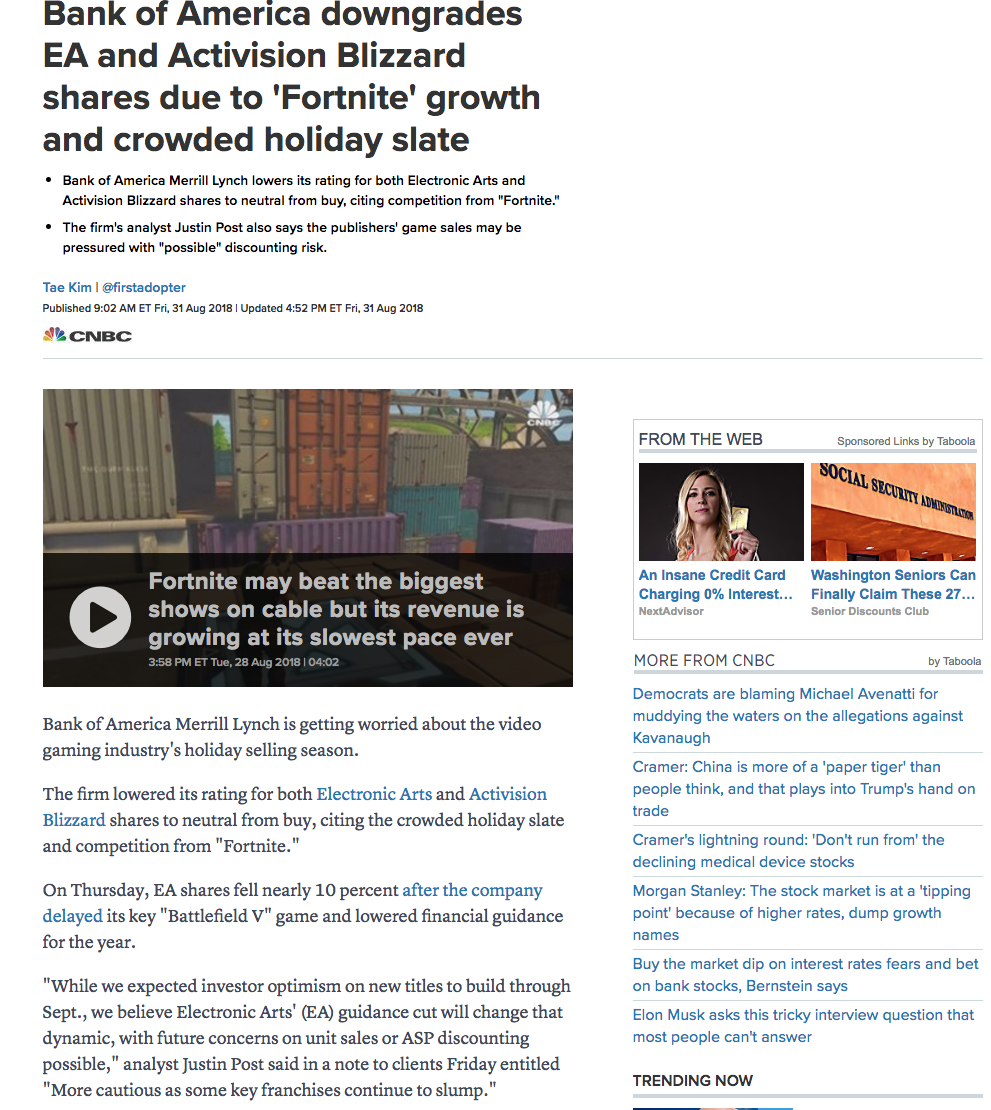 Bank of America downgrades
EA and Activision Blizzard
shares due to 'Fortnite' growth
and crowded holiday slate
• Bank of America Merrill Lynch lowers its rating for both Electronic Arts and
Activision Blizzard shares to neutral from buy, citing competition from "Fortnite."
• The firm's analyst Justin Post also says the publishers' game sales may be
pressured with "possible" discounting risk.
Tae Kim | @firstadopter
Published 9:02 AM ET Fri, 31 Aug 2018 | Updated 4:52 PM ET Fri, 31 Aug 2018
CNBC
CNBC
Fortnite may beat the biggest
shows on cable but its revenue is
growing at its slowest pace ever
3:58 PM ET Tue, 28 Aug 2018 | 04:02
Bank of America Merrill Lynch is getting worried about the video
gaming industry's holiday selling season.
The firm lowered its rating for both Electronic Arts and Activision
Blizzard shares to neutral from buy, citing the crowded holiday slate
and competition from "Fortnite."
On Thursday, EA shares fell nearly 10 percent after the company
delayed its key "Battlefield V" game and lowered financial guidance
for the year.
"While we expected investor optimism on new titles to build through
Sept., we believe Electronic Arts' (EA) guidance cut will change that
dynamic, with future concerns on unit sales or ASP discounting
possible," analyst Justin Post said in a note to clients Friday entitled
"More cautious as some key franchises continue to slump."
FROM THE WEB
Sponsored Links by Taboola
SOCIAL SECURITY ADMINISTRATION
An Insane Credit Card
Charging 0% Interest…
NextAdvisor
Washington Seniors Can
Finally Claim These 27…
Senior Discounts Club
MORE FROM CNBC
by Taboola
Democrats are blaming Michael Avenatti for
muddying the waters on the allegations against
Kavanaugh
Cramer: China is more of a 'paper tiger' than
people think, and that plays into Trump's hand on
trade
Cramer's lightning round: 'Don't run from' the
declining medical device stocks
Morgan Stanley: The stock market is at a 'tipping
point' because of higher rates, dump growth
names
Buy the market dip on interest rates fears and bet
on bank stocks, Bernstein says
Elon Musk asks this tricky interview question that
most people can't answer
TRENDING NOW